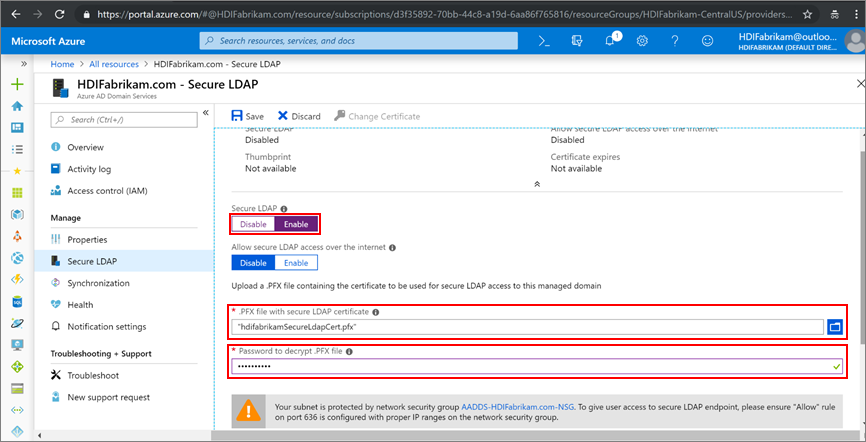 https://portal.azure.com/#@HDIFabrikam.com/resource/subscriptions/d3f35892-70bb-44c8-a19d-6aa86f765816/resourceGroups/HDIFabrikam-CentralUS/providers...
Microsoft Azure
Search resources, services, and docs
1
HDIFabrikam@outloo...
HDIFABRIKAM (DEFAULT DIRE...
Home > All resources > HDIFabrikam.com - Secure LDAP
HDIFabrikam.com - Secure LDAP
Azure AD Domain Services
Search (Ctrl+/)
Overview
Activity log
Access control (IAM)
Manage
Properties
Secure LDAP
Synchronization
Health
Notification settings
Troubleshooting + Support
Troubleshoot
New support request
Save Discard Change Certificate
Secure LDAP
Disabled
Allow secure LDAP access over the internet
Disabled
Thumbprint
Not available
Certificate expires
Not available
Secure LDAP
Disable Enable
Allow secure LDAP access over the internet
Disable Enable
Upload a .PFX file containing the certificate to be used for secure LDAP access to this managed domain
* .PFX file with secure LDAP certificate
"hdifabrikamSecureLdapCert.pfx"
* Password to decrypt .PFX file
••••••••••
Your subnet is protected by network security group AADDS-HDIFabrikam.com-NSG. To give user access to secure LDAP endpoint, please ensure "Allow" rule
on port 636 is configured with proper IP ranges on the network security group.